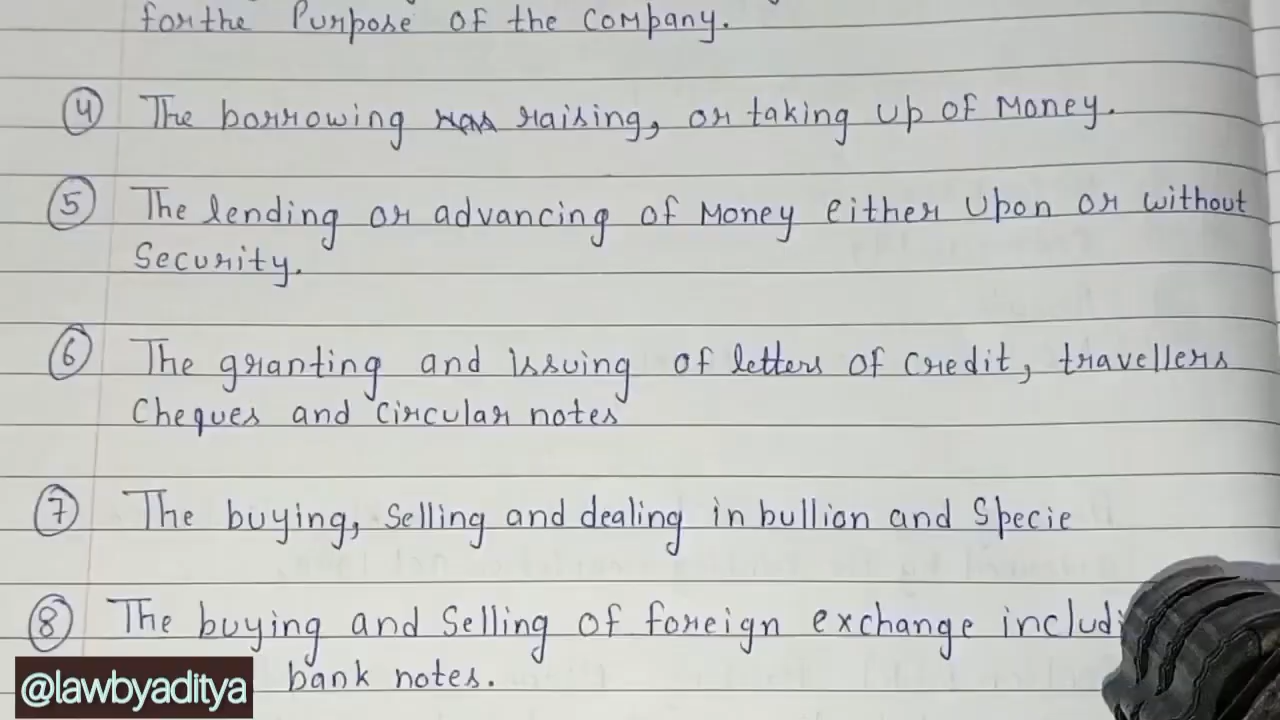 for the Purpose of the Company.
④ The borrowing raising, or taking up of Money.
⑤ The lending or advancing of Money either Upon or without
Security.
⑥ The granting and issuing of letters of Credit, travellers
Cheques and Circular notes
⑦ The buying, Selling and dealing in bullion and Specie
⑧ The buying and Selling of foreign exchange includi
bank notes.
@lawbyaditya